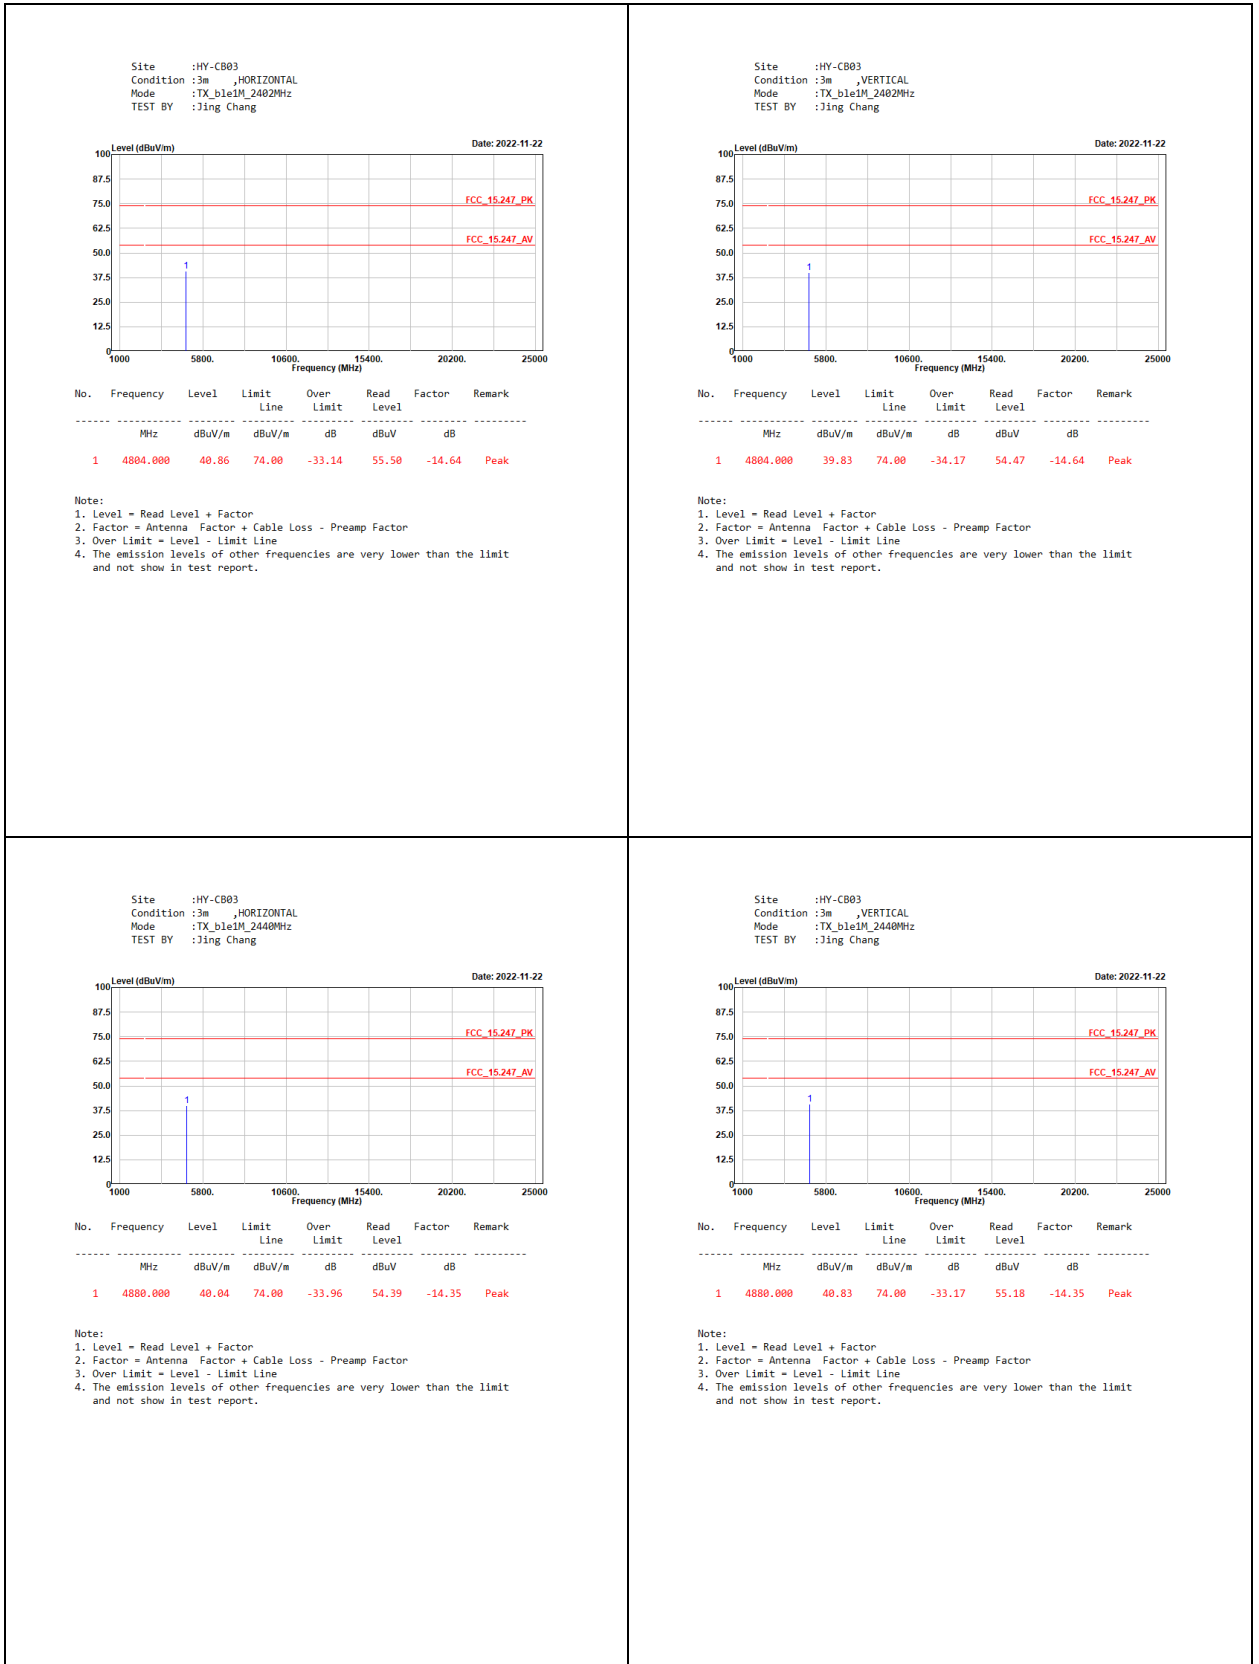 Site      :HY-CB03
Condition :3m    ,HORIZONTAL
Mode      :TX_ble1M_2402MHz
TEST BY   :Jing Chang
Level (dBuV/m)
Date: 2022-11-22
100
87.5
75.0
62.5
50.0
37.5
25.0
12.5
0
FCC_15.247_PK
FCC_15.247_AV
1
1000 5800. 10600. 15400. 20200. 25000
Frequency (MHz)
No. Frequency Level Limit Over Read Factor Remark
Line Limit Level
------ ----------- -------- --------- --------- --------- -------- ---------
MHz dBuV/m dBuV/m dB dBuV dB
1 4804.000 40.86 74.00 -33.14 55.50 -14.64 Peak
Note:
1. Level = Read Level + Factor
2. Factor = Antenna  Factor + Cable Loss - Preamp Factor
3. Over Limit = Level - Limit Line
4. The emission levels of other frequencies are very lower than the limit
and not show in test report.
Site      :HY-CB03
Condition :3m    ,VERTICAL
Mode      :TX_ble1M_2402MHz
TEST BY   :Jing Chang
Level (dBuV/m)
Date: 2022-11-22
100
87.5
75.0
62.5
50.0
37.5
25.0
12.5
0
FCC_15.247_PK
FCC_15.247_AV
1
1000 5800. 10600. 15400. 20200. 25000
Frequency (MHz)
No. Frequency Level Limit Over Read Factor Remark
Line Limit Level
------ ----------- -------- --------- --------- --------- -------- ---------
MHz dBuV/m dBuV/m dB dBuV dB
1 4804.000 39.83 74.00 -34.17 54.47 -14.64 Peak
Note:
1. Level = Read Level + Factor
2. Factor = Antenna  Factor + Cable Loss - Preamp Factor
3. Over Limit = Level - Limit Line
4. The emission levels of other frequencies are very lower than the limit
and not show in test report.
Site      :HY-CB03
Condition :3m    ,HORIZONTAL
Mode      :TX_ble1M_2440MHz
TEST BY   :Jing Chang
Level (dBuV/m)
Date: 2022-11-22
100
87.5
75.0
62.5
50.0
37.5
25.0
12.5
0
FCC_15.247_PK
FCC_15.247_AV
1
1000 5800. 10600. 15400. 20200. 25000
Frequency (MHz)
No. Frequency Level Limit Over Read Factor Remark
Line Limit Level
------ ----------- -------- --------- --------- --------- -------- ---------
MHz dBuV/m dBuV/m dB dBuV dB
1 4880.000 40.04 74.00 -33.96 54.39 -14.35 Peak
Note:
1. Level = Read Level + Factor
2. Factor = Antenna  Factor + Cable Loss - Preamp Factor
3. Over Limit = Level - Limit Line
4. The emission levels of other frequencies are very lower than the limit
and not show in test report.
Site      :HY-CB03
Condition :3m    ,VERTICAL
Mode      :TX_ble1M_2440MHz
TEST BY   :Jing Chang
Level (dBuV/m)
Date: 2022-11-22
100
87.5
75.0
62.5
50.0
37.5
25.0
12.5
0
FCC_15.247_PK
FCC_15.247_AV
1
1000 5800. 10600. 15400. 20200. 25000
Frequency (MHz)
No. Frequency Level Limit Over Read Factor Remark
Line Limit Level
------ ----------- -------- --------- --------- --------- -------- ---------
MHz dBuV/m dBuV/m dB dBuV dB
1 4880.000 40.83 74.00 -33.17 55.18 -14.35 Peak
Note:
1. Level = Read Level + Factor
2. Factor = Antenna  Factor + Cable Loss - Preamp Factor
3. Over Limit = Level - Limit Line
4. The emission levels of other frequencies are very lower than the limit
and not show in test report.